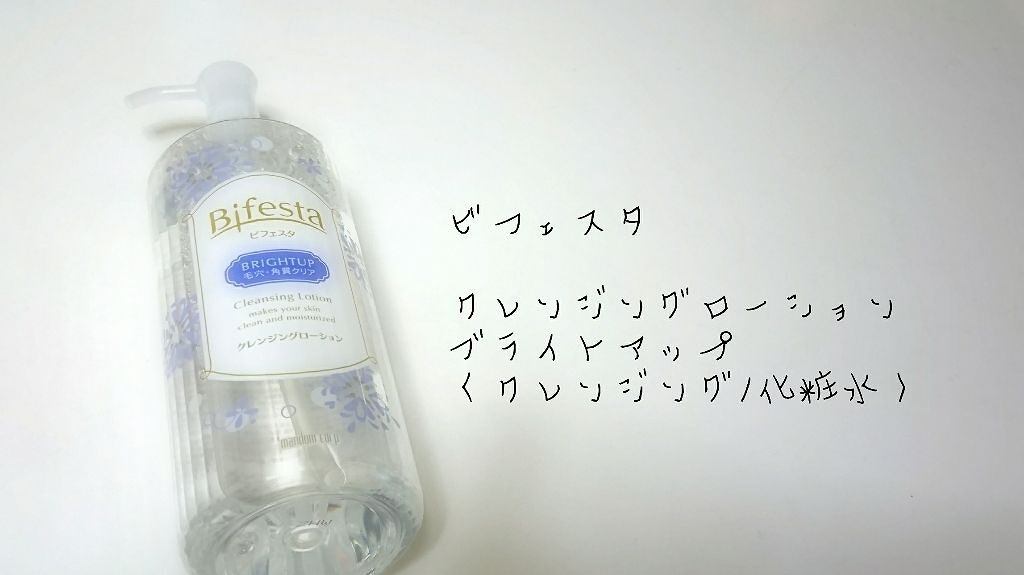 Bifesta
ビフェスタ
BRIGHTUP
毛穴・角質クリア
Cleansing Lotion
makes your skin
clean and moisturized
クレンジングローション
mandom corp
ビフェスタ
クレンジングローション
ブライトアップ
〈クレンジング/化粧水〉